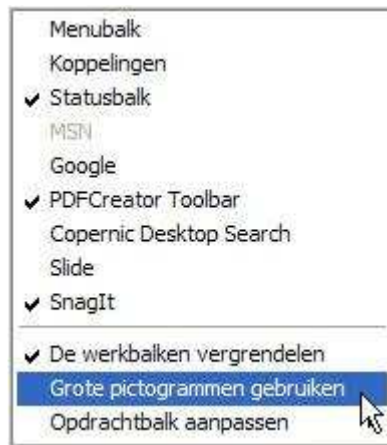 Menubalk
Koppelingen
Statusbalk
MSN
Google
PDFCreator Toolbar
Copernic Desktop Search
Slide
SnagIt
De werkbalken vergrendelen
Grote pictogrammen gebruiken
Opdrachtbalk aanpassen